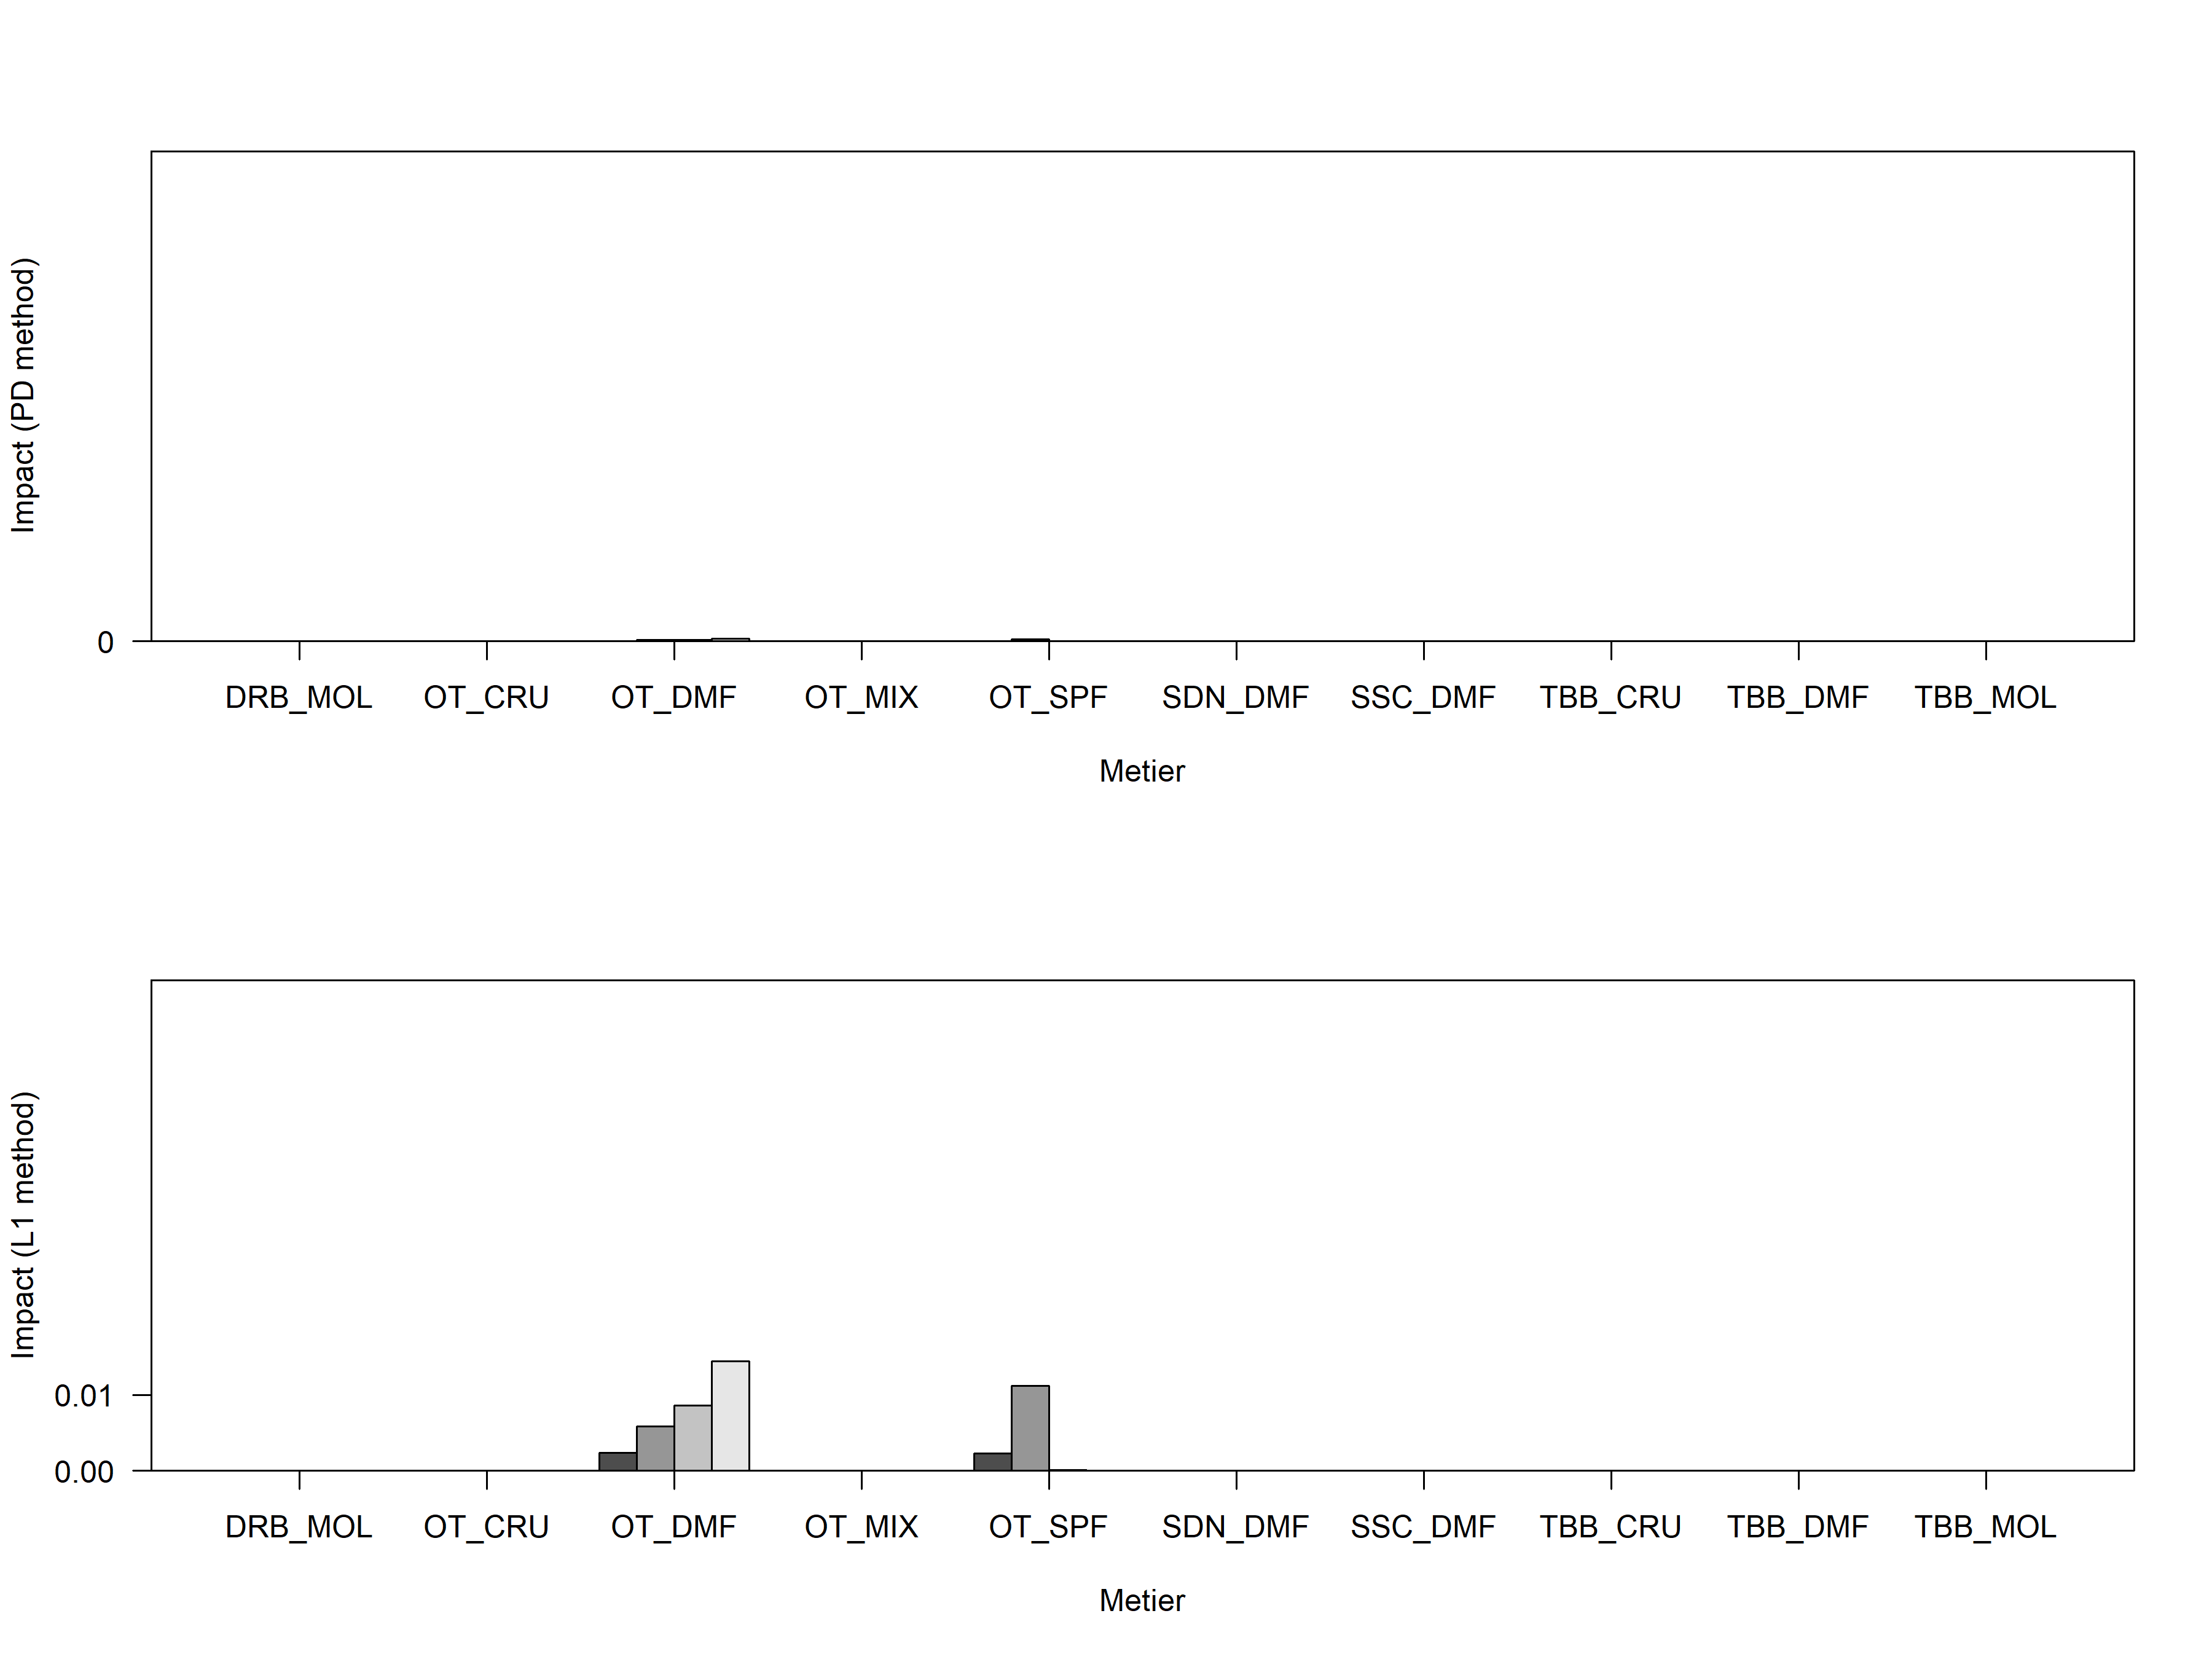 Impact (PD method)
0
DRB_MOL OT_CRU OT_DMF OT_MIX OT_SPF SDN_DMF SSC_DMF TBB_CRU TBB_DMF TBB_MOL
Metier
Impact (L1 method)
0.01
0.00
DRB_MOL OT_CRU OT_DMF OT_MIX OT_SPF SDN_DMF SSC_DMF TBB_CRU TBB_DMF TBB_MOL
Metier